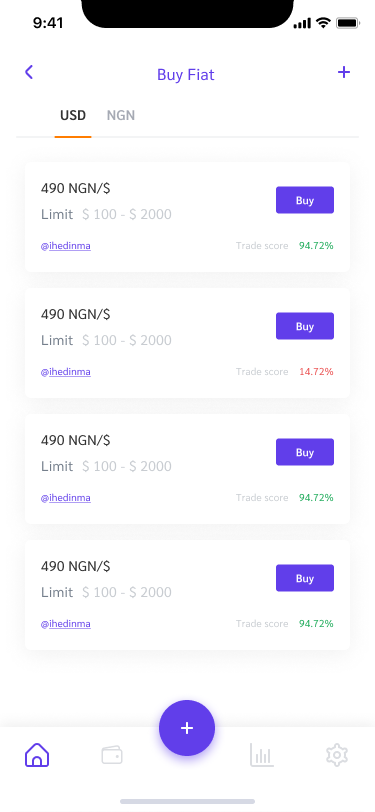 9:41
Buy Fiat
USD NGN
490 NGN/$
Buy
Limit $ 100 - $ 2000
@ihedinma Trade score 94.72%
490 NGN/$
Buy
Limit $ 100 - $ 2000
@ihedinma Trade score 14.72%
490 NGN/$
Buy
Limit $ 100 - $ 2000
@ihedinma Trade score 94.72%
490 NGN/$
Buy
Limit $ 100 - $ 2000
@ihedinma Trade score 94.72%